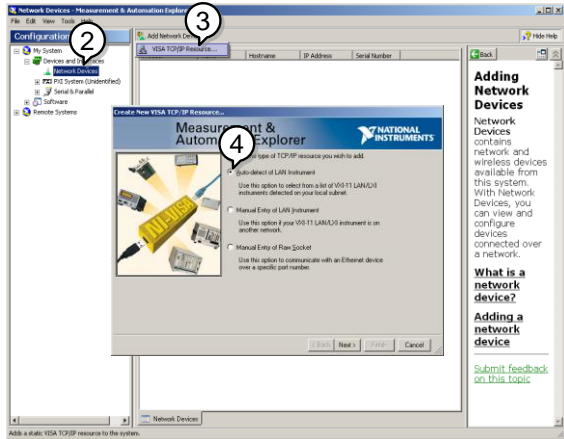 Network Devices - Measurement & Automation Explorer
File Edit View Tools Help
Configuration
My System
Devices and Interfaces
Network Devices
PXI PXI System (Unidentified)
Serial & Parallel
Software
Remote Systems
2
3
Add Network Devices
VISA TCP/IP Resource...
Hostname IP Address Serial Number
Hide Help
Create New VISA TCP/IP Resource...
Measurement &
Automation Explorer
NATIONAL
INSTRUMENTS
4
type of TCP/IP resource you wish to add.
Auto-detect of LAN Instrument
Use this option to select from a list of VXI-11 LAN/LXI
instruments detected on your local subnet.
Manual Entry of LAN Instrument
Use this option if your VXI-11 LAN/LXI instrument is on
another network.
Manual Entry of Raw Socket
Use this option to communicate with an Ethernet device
over a specific port number.
NI-VISA
< Back Next > Finish Cancel
Back
Adding
Network
Devices
Network
Devices
contains
network and
wireless devices
available from
this system.
With Network
Devices, you
can view and
configure
devices
connected over
a network.
What is a
network
device?
Adding a
network
device
Submit feedback
on this topic
Network Devices
Adds a static VISA TCP/IP resource to the system.